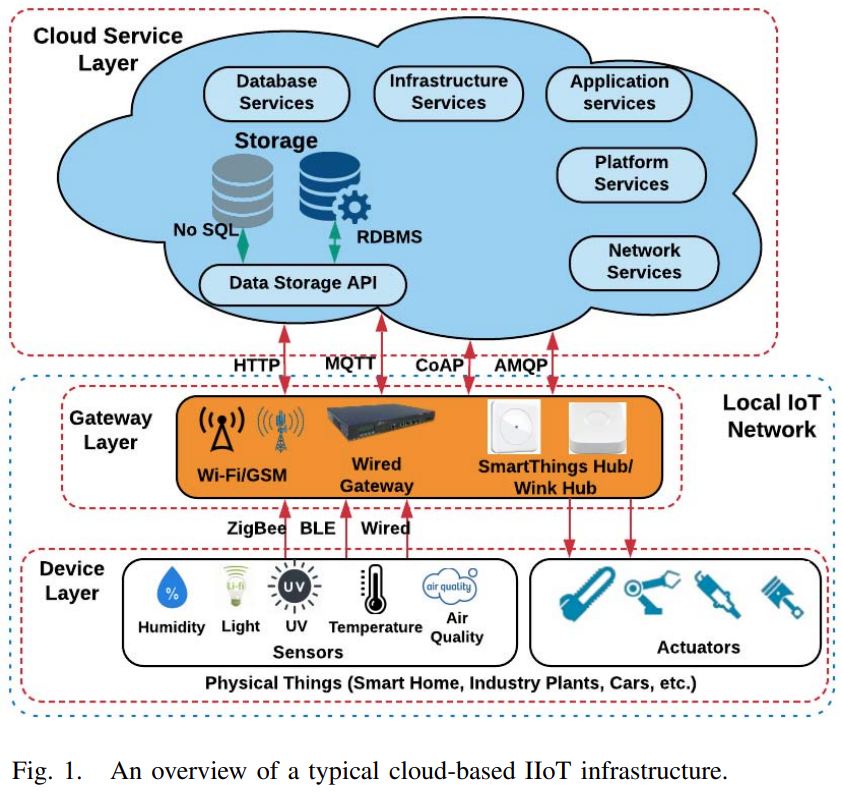 Cloud Service
Layer
Database
Services
Infrastructure
Services
Application
services
Storage
Platform
Services
No SQL
RDBMS
Network
Services
Data Storage API
HTTP
MQTT
CoAP
AMQP
Local IoT
Network
Gateway
Layer
Wi-Fi/GSM
Wired
Gateway
SmartThings Hub/
Wink Hub
ZigBee
BLE
Wired
Device
Layer
%
Li-fi
UV
air quality
Humidity
Light
UV
Temperature
Air
Quality
Sensors
Actuators
Physical Things (Smart Home, Industry Plants, Cars, etc.)
Fig. 1. An overview of a typical cloud-based IIoT infrastructure.